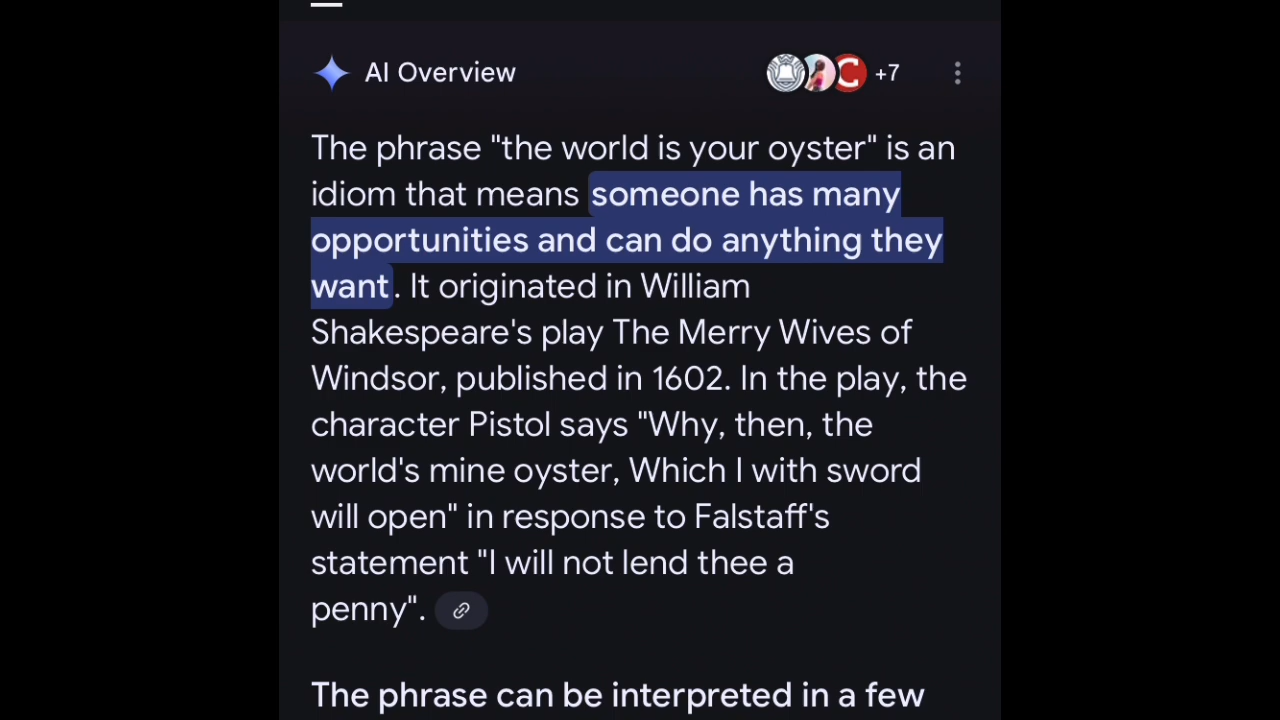 AI Overview
C
+7
The phrase "the world is your oyster" is an
idiom that means someone has many
opportunities and can do anything they
want. It originated in William
Shakespeare's play The Merry Wives of
Windsor, published in 1602. In the play, the
character Pistol says "Why, then, the
world's mine oyster, Which I with sword
will open" in response to Falstaff's
statement "I will not lend thee a
penny".
The phrase can be interpreted in a few